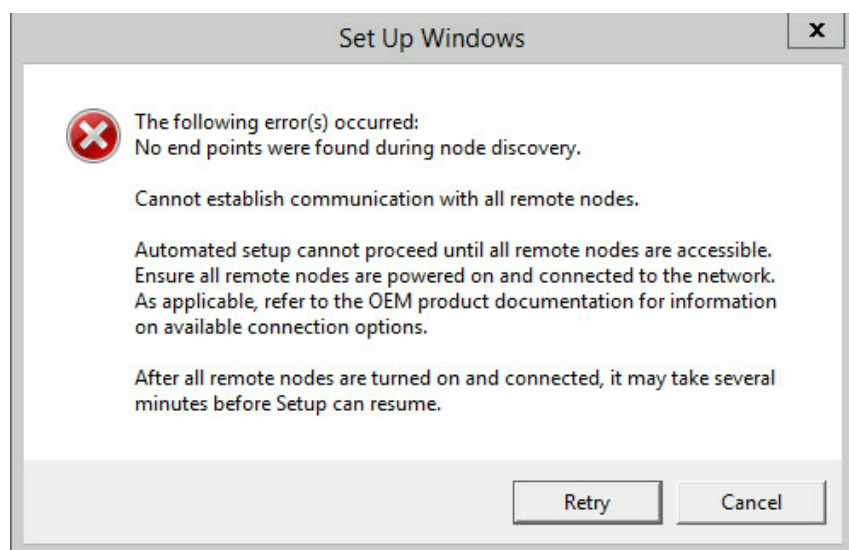 Set Up Windows
x
The following error(s) occurred:
No end points were found during node discovery.
Cannot establish communication with all remote nodes.
Automated setup cannot proceed until all remote nodes are accessible.
Ensure all remote nodes are powered on and connected to the network.
As applicable, refer to the OEM product documentation for information
on available connection options.
After all remote nodes are turned on and connected, it may take several
minutes before Setup can resume.
Retry
Cancel